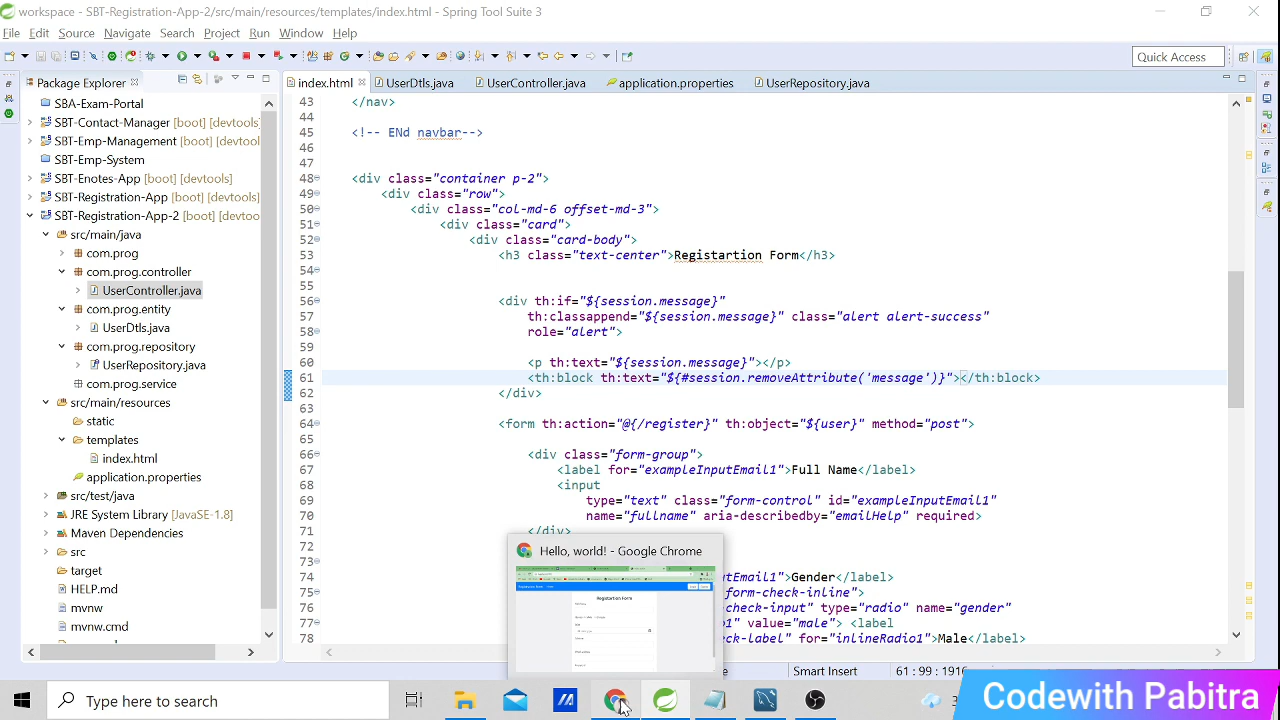 workspace - SBT-Registration-App-2/src/main/resources/templates/index.html - Spring Tool Suite 3
File Edit Source Navigate Search Project Run Window Help
Quick Access
Package Explorer
index.html UserDtls.java UserController.java application.properties UserRepository.java
SBA-Exam-Portal
SBT-Contact-Management [boot] [devtools]
SBT-Emp-Management [boot] [devtools]
SBT-Emp-System
SBT-Enotes-App [boot] [devtools]
SBT-Registration-App [boot] [devtools]
SBT-Registration-App-2 [boot] [devtoo
src/main/java
com.prog
com.prog.controller
UserController.java
com.prog.entity
UserDtls.java
com.prog.repository
UserRepository.java
com.prog.service
src/main/resources
static
templates
index.html
application.properties
src/test/java
JRE System Library [JavaSE-1.8]
Maven Dependencies
src
target
HELP.md
mvnw
mvnw.cmd
43 </nav>
44
45 <!-- ENd navbar-->
46
47
48 <div class="container p-2">
49 <div class="row">
50 <div class="col-md-6 offset-md-3">
51 <div class="card">
52 <div class="card-body">
53 <h3 class="text-center">Registartion Form</h3>
54
55
56 <div th:if="${session.message}"
57 th:classappend="${session.message}" class="alert alert-success"
58 role="alert">
59
60 <p th:text="${session.message}"></p>
61 <th:block th:text="${#session.removeAttribute('message')}"></th:block>
62 </div>
63
64 <form th:action="@{/register}" th:object="${user}" method="post">
65
66 <div class="form-group">
67 <label for="exampleInputEmail1">Full Name</label>
68 <input
69 type="text" class="form-control" id="exampleInputEmail1"
70 name="fullname" aria-describedby="emailHelp" required>
71 </div>
72
73
74 InputEmail1">Gender</label>
75 form-check-inline">
76 check-input" type="radio" name="gender"
77 1" value="male"> <label
78 check-label" for="inlineRadio1">Male</label>
Hello, world! - Google Chrome
Registartion Form
Smart Insert 61:99:1916
Type here to search
Codewith Pabitra